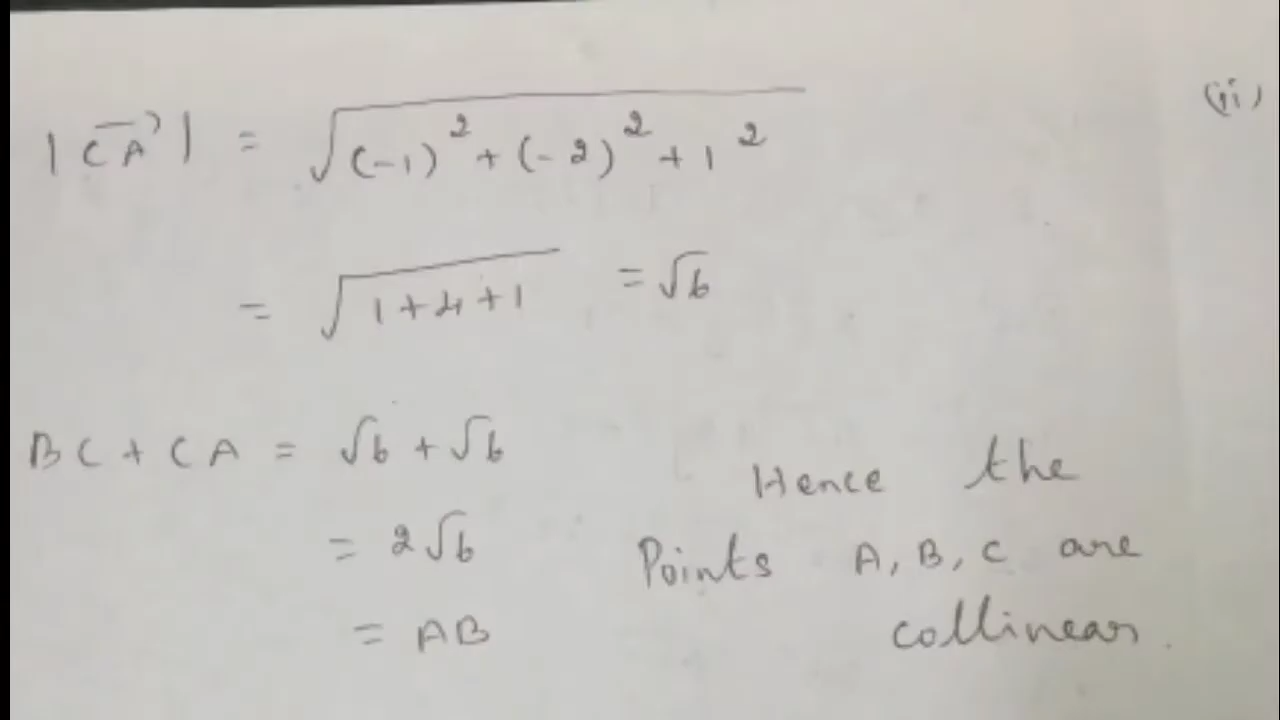 |CA⃗| = √((-1)² + (-2)² + 1²)
(ii)
= √(1+4+1) = √6
BC + CA = √6 + √6
= 2√6
= AB
Hence the
Points A, B, C are
collinear.